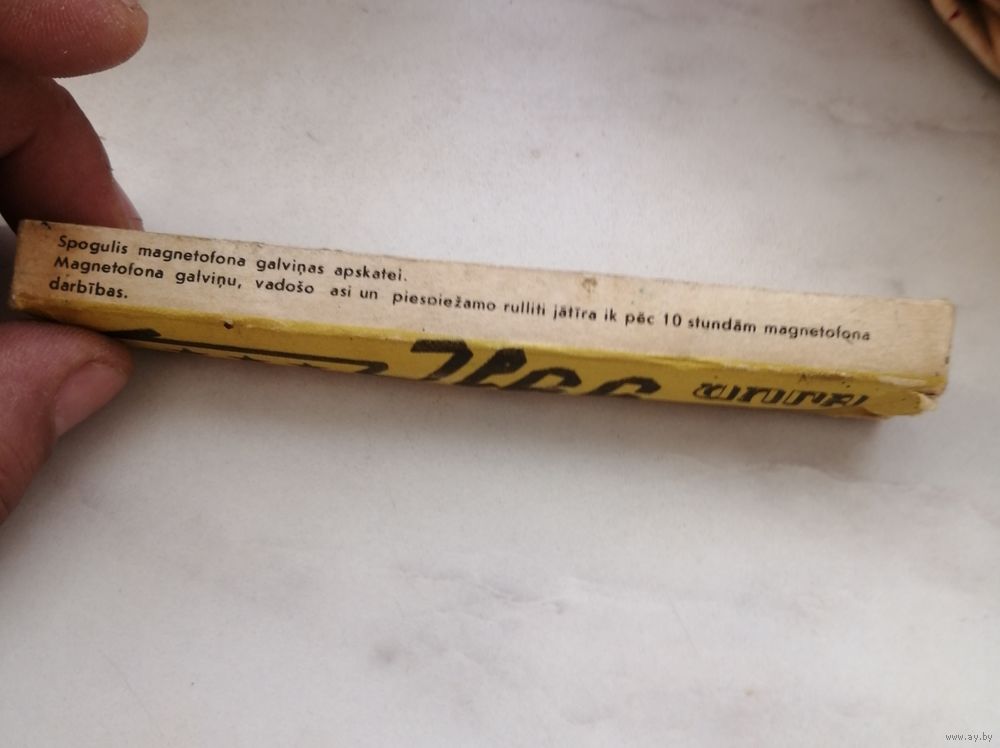 Spogulis magnetofona galviņas apskatei.
Magnetofona galviņu, vadošo asi un piespiežamo rullīti jātīra ik pēc 10 stundām magnetofona
darbības.
www.ay.by